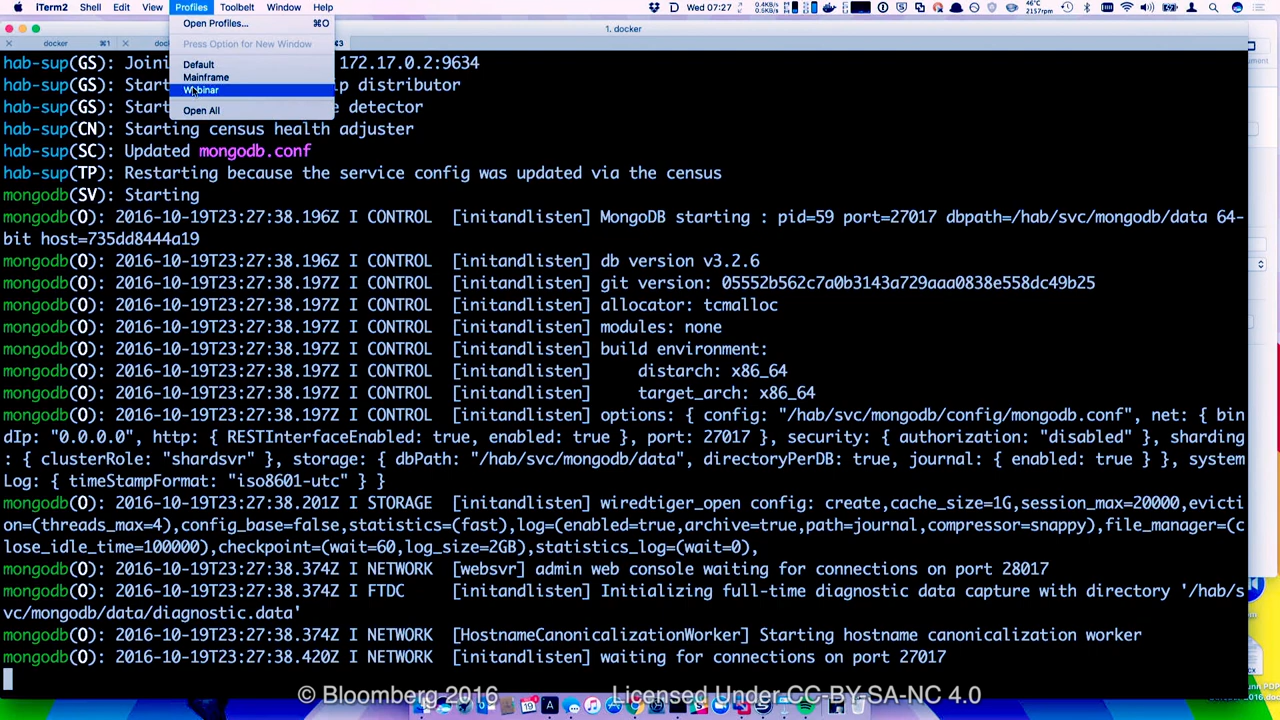 iTerm2 Shell Edit View Profiles Toolbelt Window Help 0.4KB/s 0.6KB/s 46°C 2157rpm Wed 07:27
Open Profiles... ⌘O
1. docker
docker ⌘1 docker ⌘3
Press Option for New Window
hab-sup(GS): Joini 172.17.0.2:9634
Default
Mainframe
hab-sup(GS): Start ip distributor
Webinar
hab-sup(GS): Start e detector
Open All
hab-sup(CN): Starting census health adjuster
hab-sup(SC): Updated mongodb.conf
hab-sup(TP): Restarting because the service config was updated via the census
mongodb(SV): Starting
mongodb(O): 2016-10-19T23:27:38.196Z I CONTROL  [initandlisten] MongoDB starting : pid=59 port=27017 dbpath=/hab/svc/mongodb/data 64-
bit host=735dd8444a19
mongodb(O): 2016-10-19T23:27:38.196Z I CONTROL  [initandlisten] db version v3.2.6
mongodb(O): 2016-10-19T23:27:38.197Z I CONTROL  [initandlisten] git version: 05552b562c7a0b3143a729aaa0838e558dc49b25
mongodb(O): 2016-10-19T23:27:38.197Z I CONTROL  [initandlisten] allocator: tcmalloc
mongodb(O): 2016-10-19T23:27:38.197Z I CONTROL  [initandlisten] modules: none
mongodb(O): 2016-10-19T23:27:38.197Z I CONTROL  [initandlisten] build environment:
mongodb(O): 2016-10-19T23:27:38.197Z I CONTROL  [initandlisten]     distarch: x86_64
mongodb(O): 2016-10-19T23:27:38.197Z I CONTROL  [initandlisten]     target_arch: x86_64
mongodb(O): 2016-10-19T23:27:38.197Z I CONTROL  [initandlisten] options: { config: "/hab/svc/mongodb/config/mongodb.conf", net: { bin
dIp: "0.0.0.0", http: { RESTInterfaceEnabled: true, enabled: true }, port: 27017 }, security: { authorization: "disabled" }, sharding
: { clusterRole: "shardsvr" }, storage: { dbPath: "/hab/svc/mongodb/data", directoryPerDB: true, journal: { enabled: true } }, system
Log: { timeStampFormat: "iso8601-utc" } }
mongodb(O): 2016-10-19T23:27:38.201Z I STORAGE  [initandlisten] wiredtiger_open config: create,cache_size=1G,session_max=20000,evicti
on=(threads_max=4),config_base=false,statistics=(fast),log=(enabled=true,archive=true,path=journal,compressor=snappy),file_manager=(c
lose_idle_time=100000),checkpoint=(wait=60,log_size=2GB),statistics_log=(wait=0),
mongodb(O): 2016-10-19T23:27:38.374Z I NETWORK  [websvr] admin web console waiting for connections on port 28017
mongodb(O): 2016-10-19T23:27:38.374Z I FTDC     [initandlisten] Initializing full-time diagnostic data capture with directory '/hab/s
vc/mongodb/data/diagnostic.data'
mongodb(O): 2016-10-19T23:27:38.374Z I NETWORK  [HostnameCanonicalizationWorker] Starting hostname canonicalization worker
mongodb(O): 2016-10-19T23:27:38.420Z I NETWORK  [initandlisten] waiting for connections on port 27017
© Bloomberg 2016 Licensed Under CC-BY-SA-NC 4.0